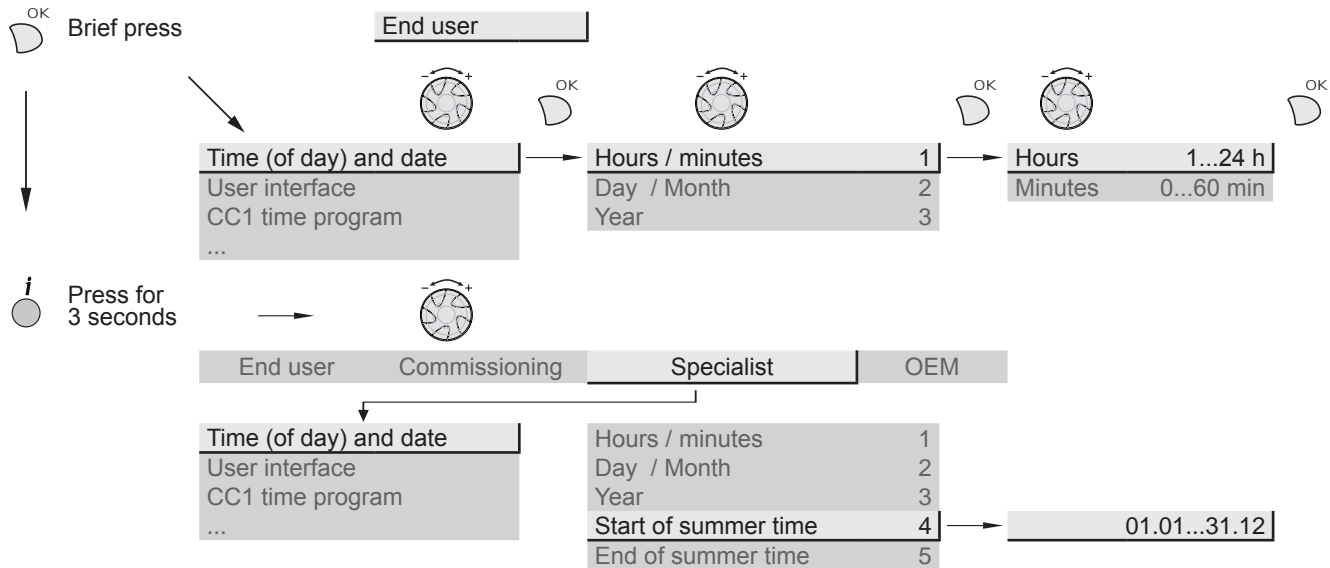 OK
Brief press
End user
OK
OK
OK
- +
- +
- +
Time (of day) and date
User interface
CC1 time program
...
Hours / minutes 1
Day / Month 2
Year 3
Hours 1...24 h
Minutes 0...60 min
i
Press for
3 seconds
- +
End user Commissioning Specialist OEM
Time (of day) and date
User interface
CC1 time program
...
Hours / minutes 1
Day / Month 2
Year 3
Start of summer time 4
End of summer time 5
01.01...31.12